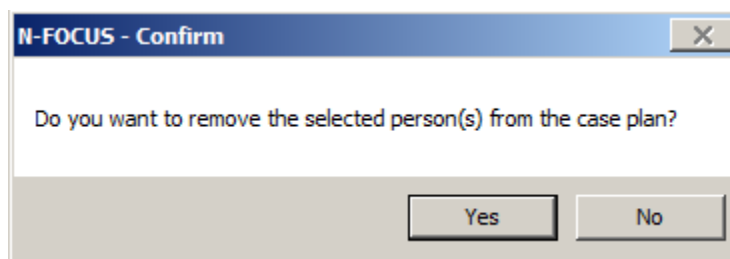 N-FOCUS - Confirm
Do you want to remove the selected person(s) from the case plan?
Yes No